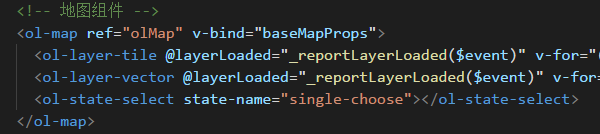 <!-- 地图组件 -->
<ol-map ref="olMap" v-bind="baseMapProps">
<ol-layer-tile @layerLoaded="_reportLayerLoaded($event)" v-for="
<ol-layer-vector @layerLoaded="_reportLayerLoaded($event)" v-for=
<ol-state-select state-name="single-choose"></ol-state-select>
</ol-map>